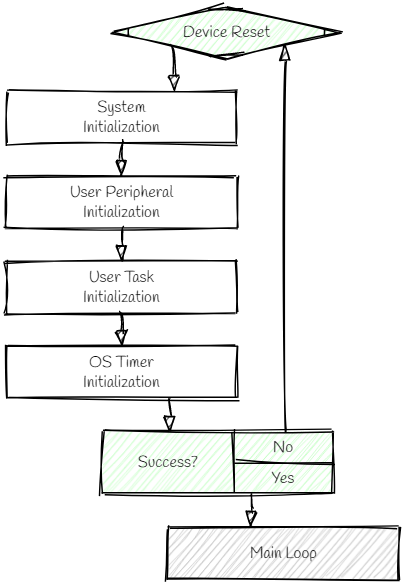 Device Reset
System
Initialization
User Peripheral
Initialization
User Task
Initialization
OS Timer
Initialization
Success?
No
Yes
Main Loop